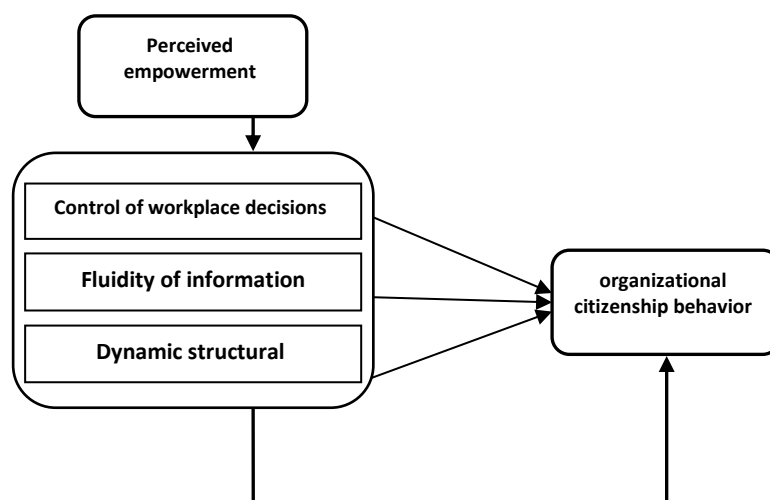 Perceived
empowerment
Control of workplace decisions
Fluidity of information
Dynamic structural
organizational
citizenship behavior